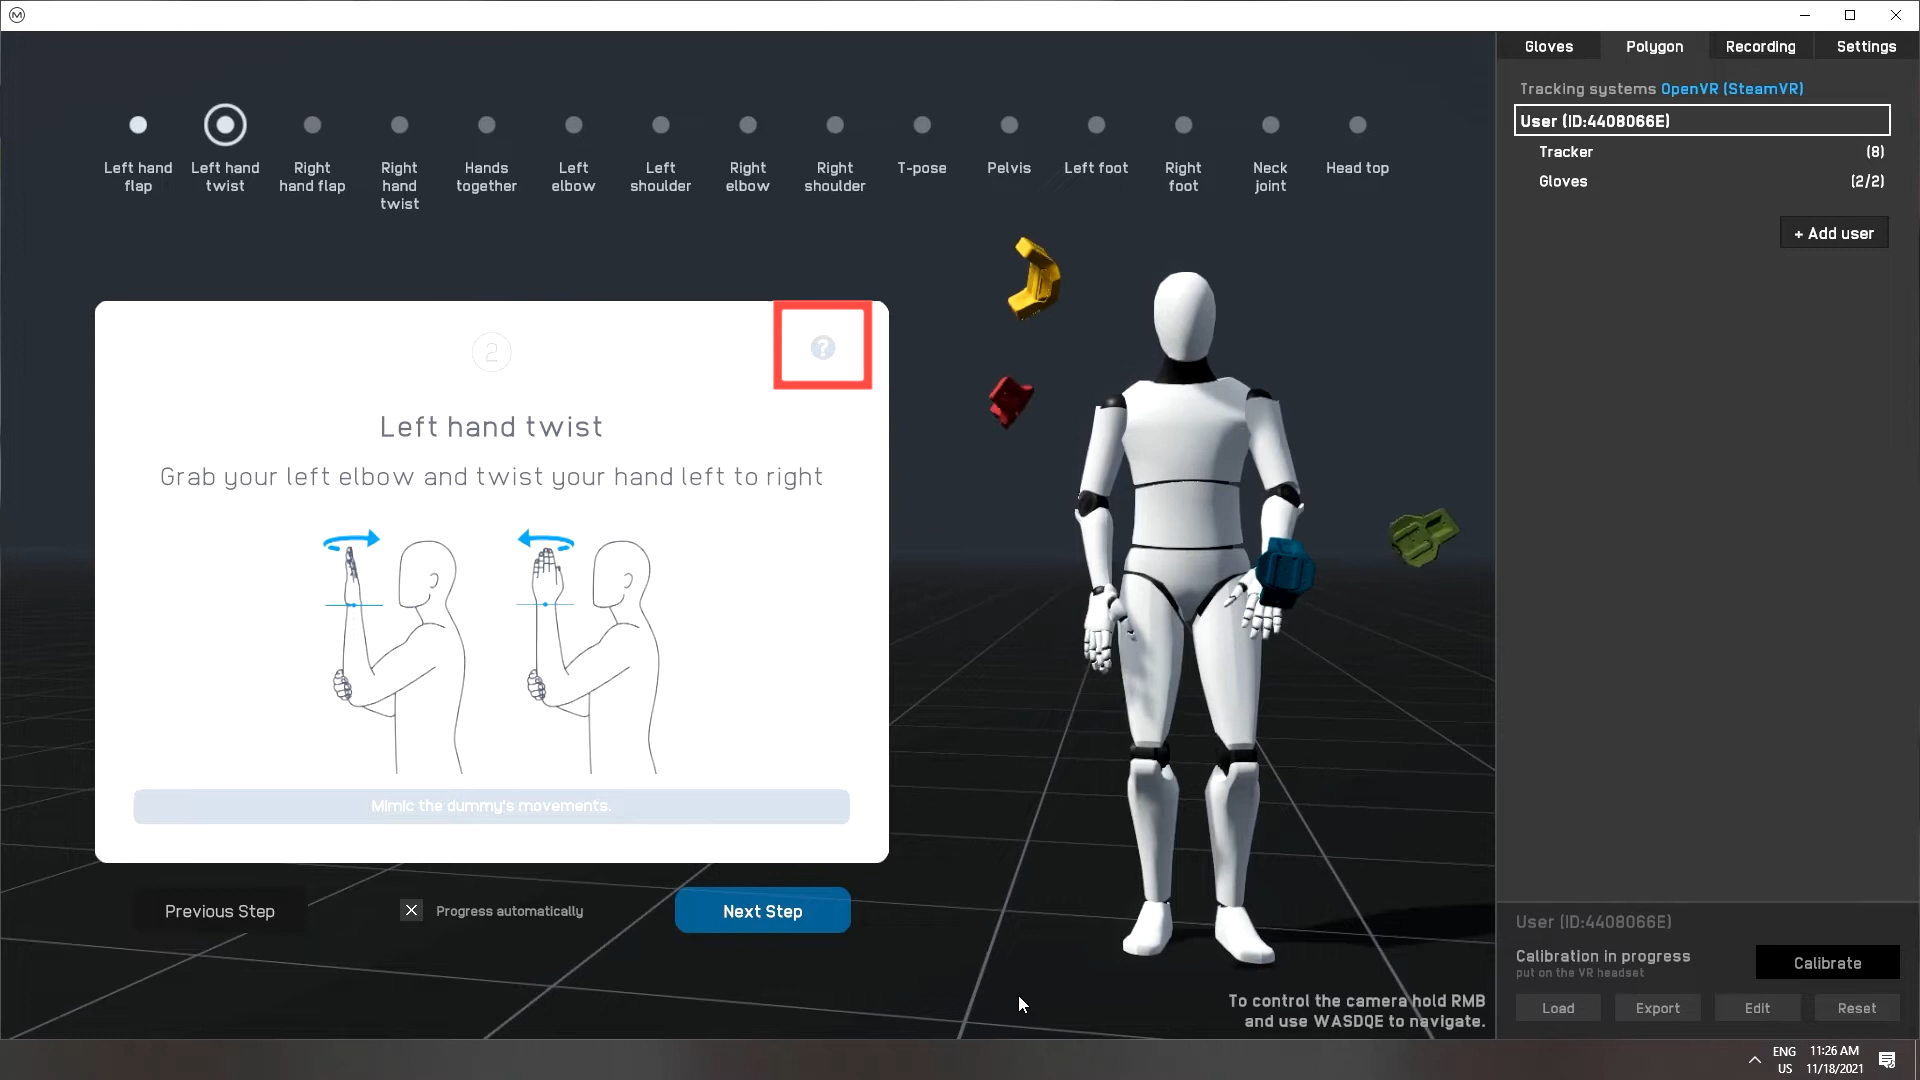 Gloves
Polygon
Recording
Settings
Tracking systems OpenVR (SteamVR)
User (ID:4408066E)
Tracker (8)
Gloves (2/2)
+ Add user
Left hand flap
Left hand twist
Right hand flap
Right hand twist
Hands together
Left elbow
Left shoulder
Right elbow
Right shoulder
T-pose
Pelvis
Left foot
Right foot
Neck joint
Head top
2
?
Left hand twist
Grab your left elbow and twist your hand left to right
Mimic the dummy's movements.
Previous Step
Progress automatically
Next Step
To control the camera hold RMB
and use WASDQE to navigate.
User (ID:4408066E)
Calibration in progress
put on the VR headset
Calibrate
Load
Export
Edit
Reset
ENG
US
11:26 AM
11/18/2021